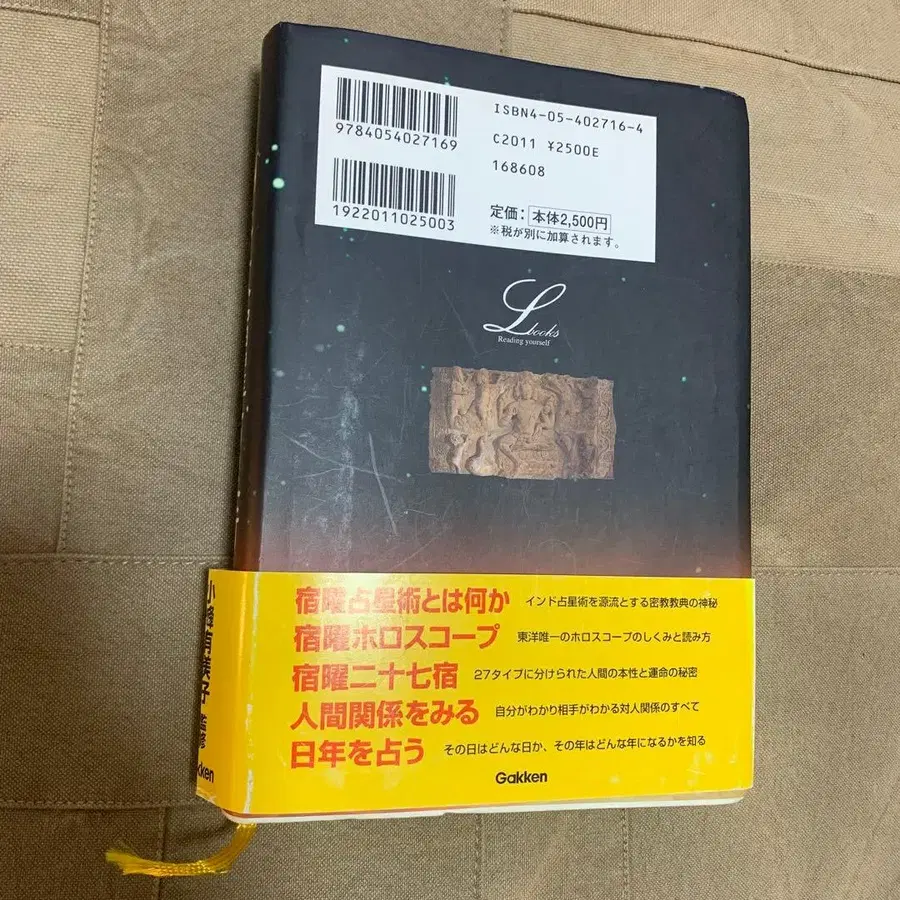 9784054027169
ISBN4-05-402716-4
C2011 ¥2500E
168608
1922011025003
定価：本体2,500円
※税が別に加算されます。
L books
Reading yourself
宿曜占星術とは何か インド占星術を源流とする密教教典の神秘
宿曜ホロスコープ 東洋唯一のホロスコープのしくみと読み方
宿曜二十七宿 27タイプに分けられた人間の本性と運命の秘密
人間関係をみる 自分がわかり相手がわかる対人関係のすべて
日年を占う その日はどんな日か、その年はどんな年になるかを知る
Gakken
小峰有美子 監修